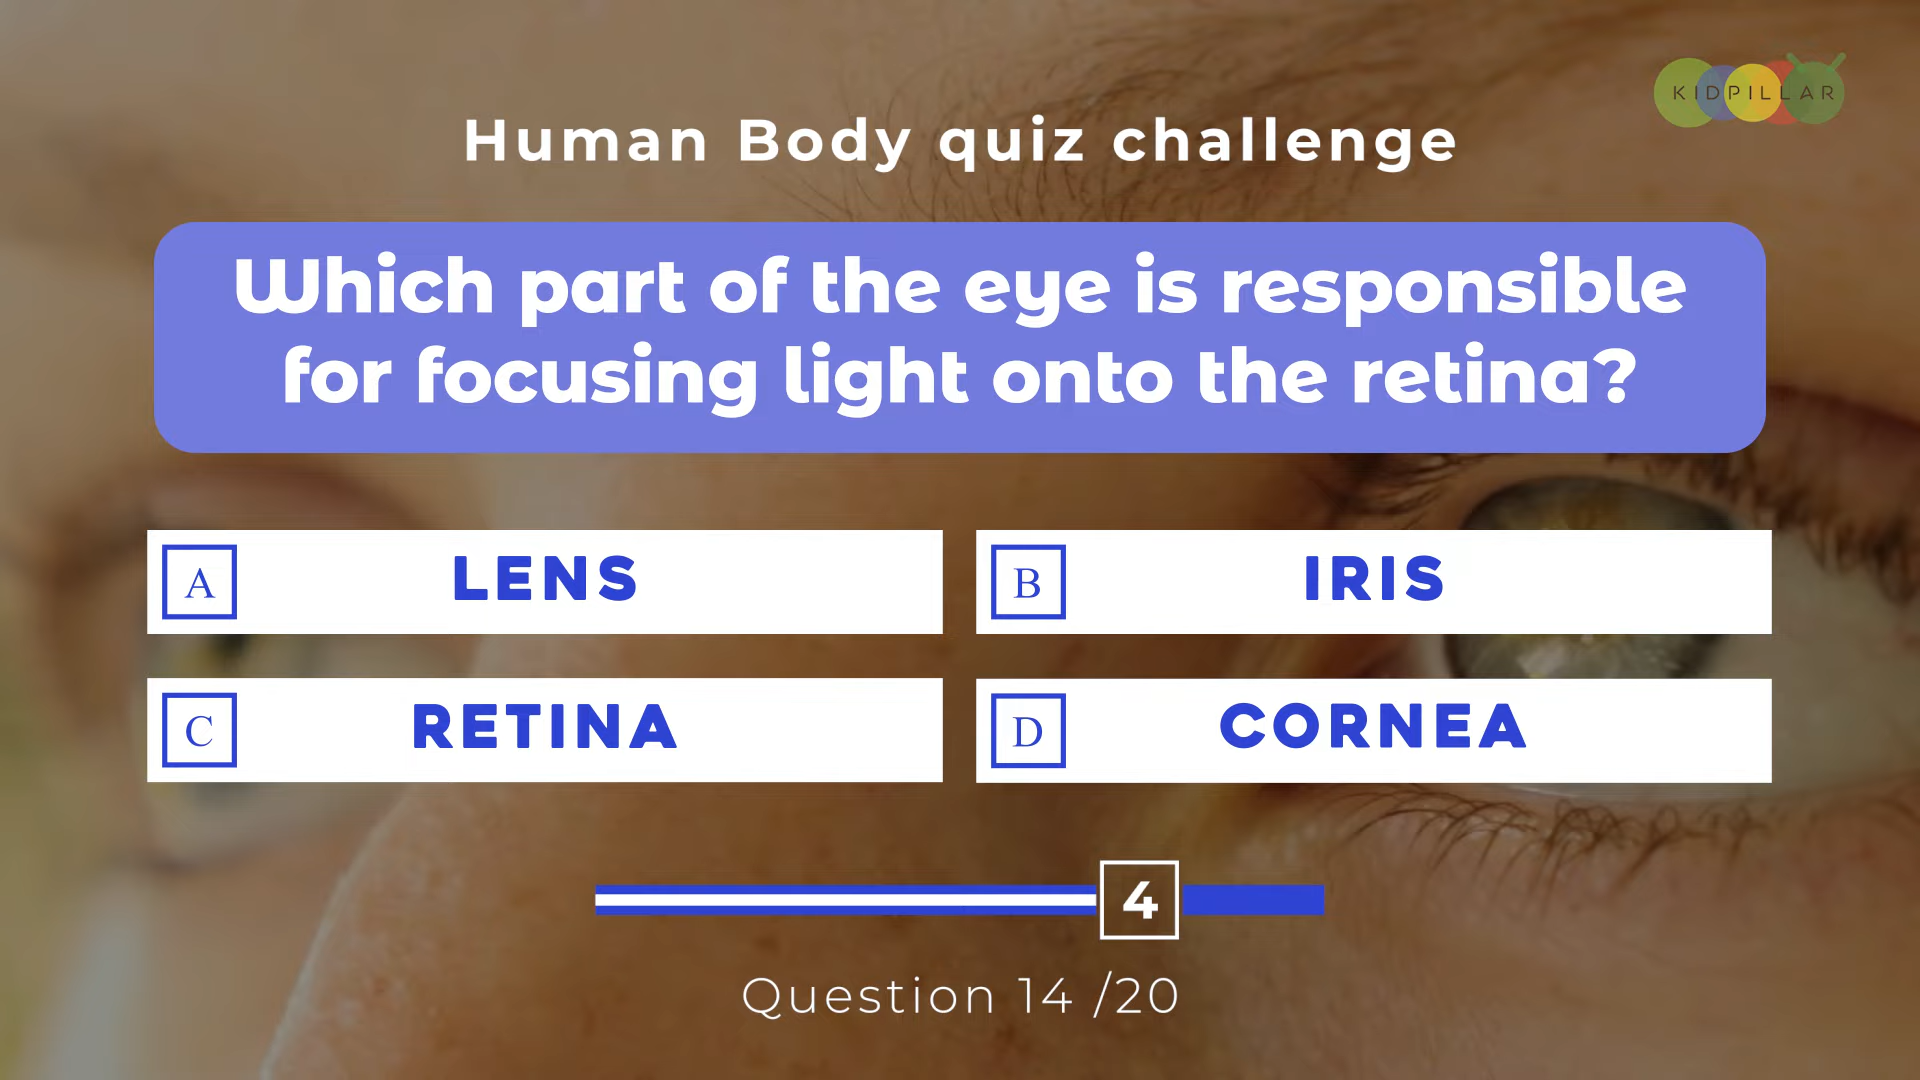 KIDPILLAR
Human Body quiz challenge
Which part of the eye is responsible
for focusing light onto the retina?
A LENS
B IRIS
C RETINA
D CORNEA
4
Question 14 /20